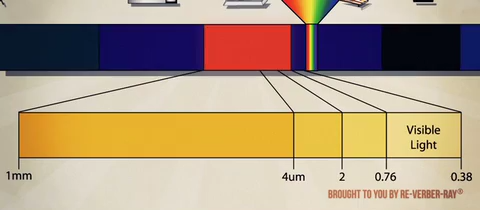 Visible
Light
1mm 4um 2 0.76 0.38
BROUGHT TO YOU BY RE-VERBER-RAY®